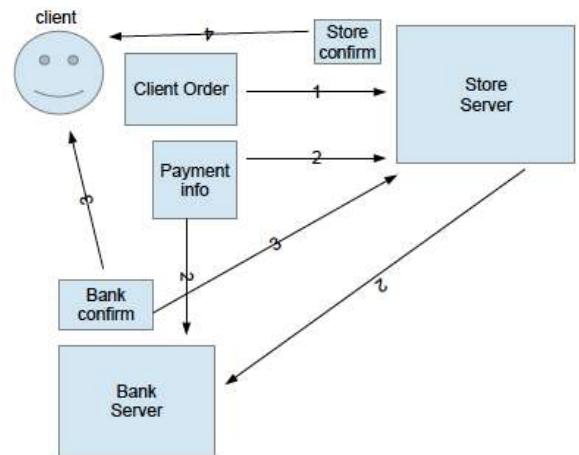 client
4
Store
confirm
Client Order
1
Store
Server
Payment
info
2
3
3
2
2
Bank
confirm
Bank
Server